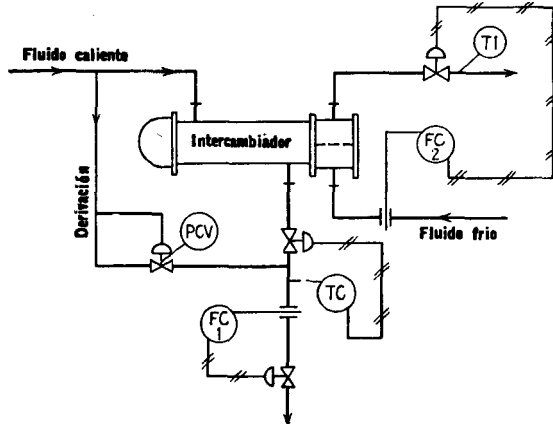 Fluido caliente
TI
Intercambiador
FC
2
Derivación
PCV
Fluido frío
TC
FC
1